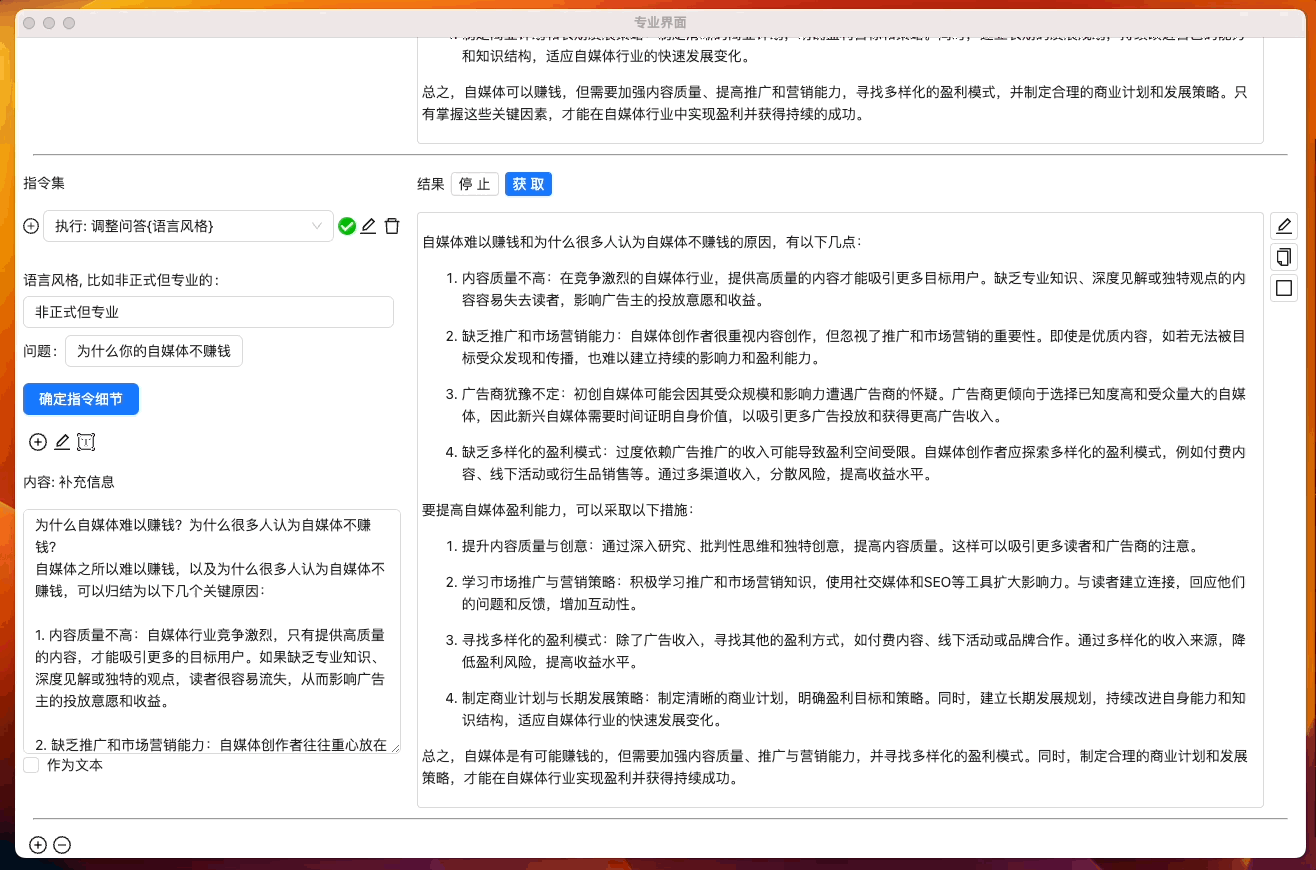 专业界面
和知识结构，适应自媒体行业的快速发展变化。
总之，自媒体可以赚钱，但需要加强内容质量、提高推广和营销能力，寻找多样化的盈利模式，并制定合理的商业计划和发展策略。只
有掌握这些关键因素，才能在自媒体行业中实现盈利并获得持续的成功。
指令集
执行: 调整问答{语言风格}
语言风格, 比如非正式但专业的：
非正式但专业
问题： 为什么你的自媒体不赚钱
确定指令细节
内容: 补充信息
为什么自媒体难以赚钱？为什么很多人认为自媒体不赚
钱？
自媒体之所以难以赚钱，以及为什么很多人认为自媒体不
赚钱，可以归结为以下几个关键原因：
1. 内容质量不高：自媒体行业竞争激烈，只有提供高质量
的内容，才能吸引更多的目标用户。如果缺乏专业知识、
深度见解或独特的观点，读者很容易流失，从而影响广告
主的投放意愿和收益。
2. 缺乏推广和市场营销能力：自媒体创作者往往重心放在
作为文本
结果 停 止 获 取
自媒体难以赚钱和为什么很多人认为自媒体不赚钱的原因，有以下几点：
1. 内容质量不高：在竞争激烈的自媒体行业，提供高质量的内容才能吸引更多目标用户。缺乏专业知识、深度见解或独特观点的内
容容易失去读者，影响广告主的投放意愿和收益。
2. 缺乏推广和市场营销能力：自媒体创作者很重视内容创作，但忽视了推广和市场营销的重要性。即使是优质内容，如若无法被目
标受众发现和传播，也难以建立持续的影响力和盈利能力。
3. 广告商犹豫不定：初创自媒体可能会因其受众规模和影响力遭遇广告商的怀疑。广告商更倾向于选择已知度高和受众量大的自媒
体，因此新兴自媒体需要时间证明自身价值，以吸引更多广告投放和获得更高广告收入。
4. 缺乏多样化的盈利模式：过度依赖广告推广的收入可能导致盈利空间受限。自媒体创作者应探索多样化的盈利模式，例如付费内
容、线下活动或衍生品销售等。通过多渠道收入，分散风险，提高收益水平。
要提高自媒体盈利能力，可以采取以下措施：
1. 提升内容质量与创意：通过深入研究、批判性思维和独特创意，提高内容质量。这样可以吸引更多读者和广告商的注意。
2. 学习市场推广与营销策略：积极学习推广和市场营销知识，使用社交媒体和SEO等工具扩大影响力。与读者建立连接，回应他们
的问题和反馈，增加互动性。
3. 寻找多样化的盈利模式：除了广告收入，寻找其他的盈利方式，如付费内容、线下活动或品牌合作。通过多样化的收入来源，降
低盈利风险，提高收益水平。
4. 制定商业计划与长期发展策略：制定清晰的商业计划，明确盈利目标和策略。同时，建立长期发展规划，持续改进自身能力和知
识结构，适应自媒体行业的快速发展变化。
总之，自媒体是有可能赚钱的，但需要加强内容质量、推广与营销能力，并寻找多样化的盈利模式。同时，制定合理的商业计划和发展
策略，才能在自媒体行业实现盈利并获得持续成功。